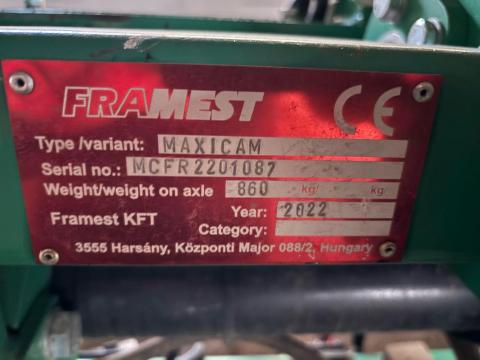 FRAMEST CE
Type /variant: MAXICAM
Serial no.: MCFR2201087
Weight/weight on axle 860 kg/ kg
Framest KFT Year: 2022
Category:
3555 Harsány, Központi Major 088/2, Hungary